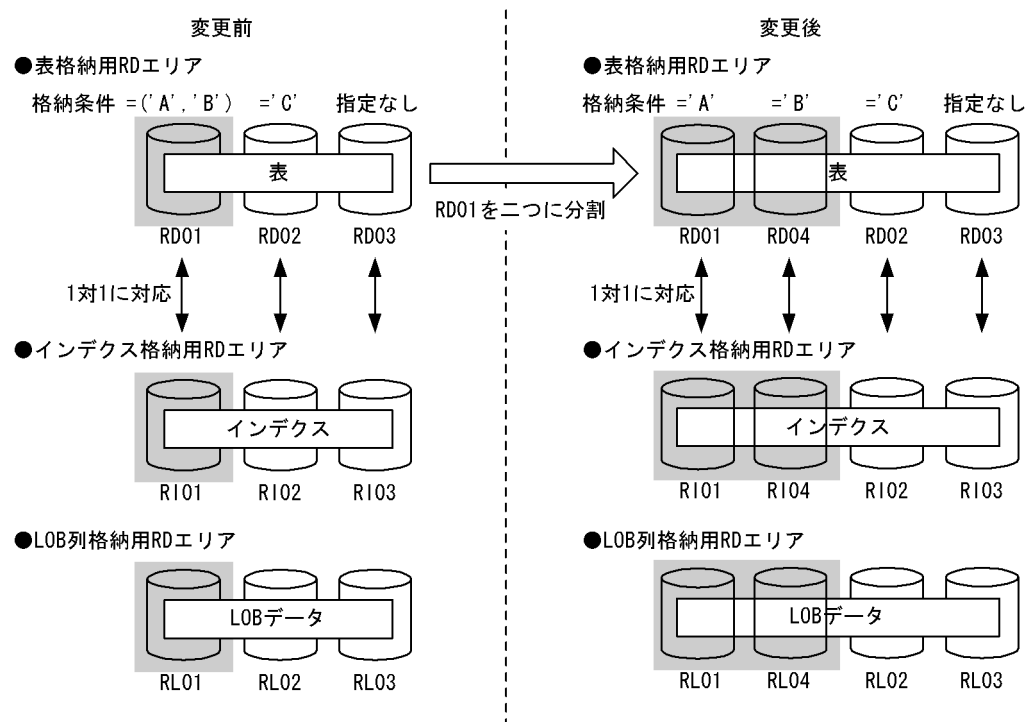 変更前
●表格納用RDエリア
格納条件 =('A','B') ='C' 指定なし
表
RD01 RD02 RD03
1対1に対応
●インデクス格納用RDエリア
インデクス
RI01 RI02 RI03
●LOB列格納用RDエリア
LOBデータ
RL01 RL02 RL03
RD01を二つに分割
変更後
●表格納用RDエリア
格納条件 ='A' ='B' ='C' 指定なし
表
RD01 RD04 RD02 RD03
1対1に対応
●インデクス格納用RDエリア
インデクス
RI01 RI04 RI02 RI03
●LOB列格納用RDエリア
LOBデータ
RL01 RL04 RL02 RL03